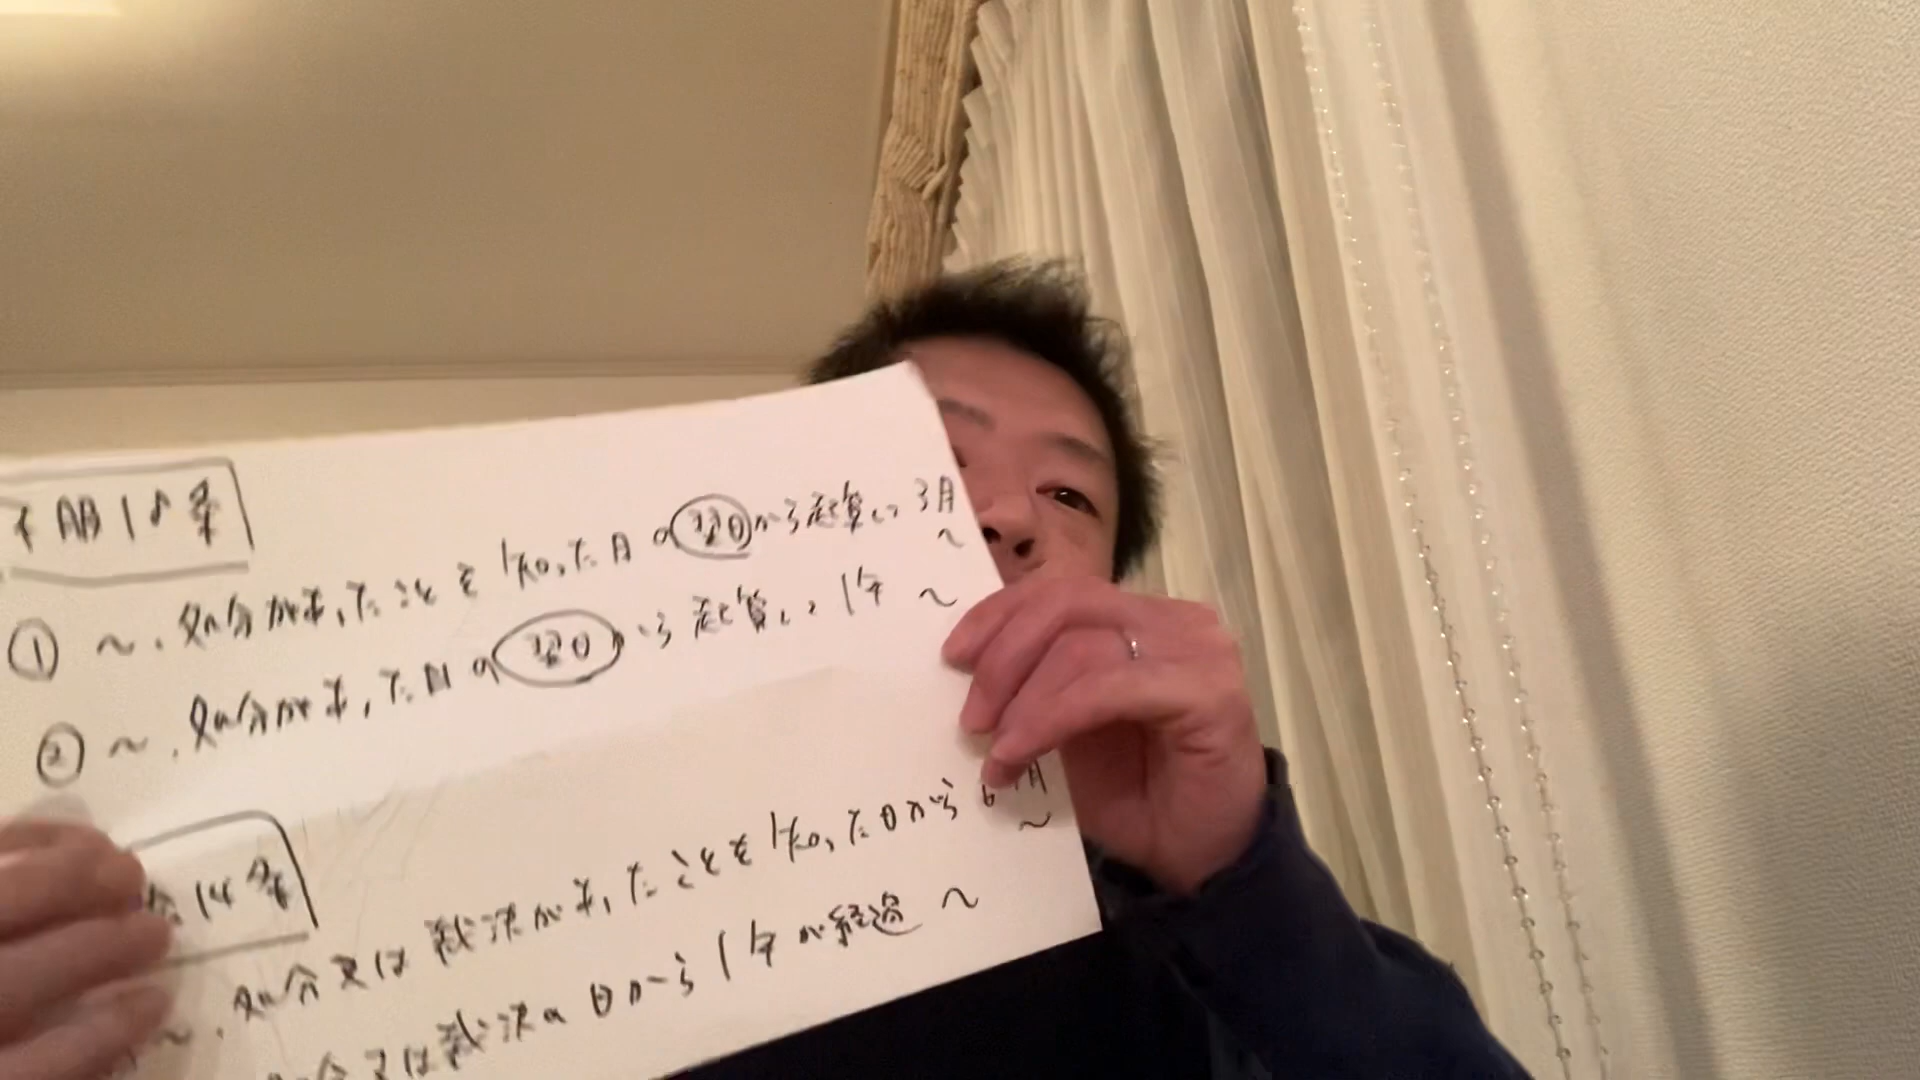 不服18条
① 〜、処分があったことを知った日の翌日から起算して3月〜
② 〜、処分があった日の翌日から起算して1年〜
14条
〜、処分又は裁決があったことを知った日から6月〜
処分又は裁決の日から1年が経過〜